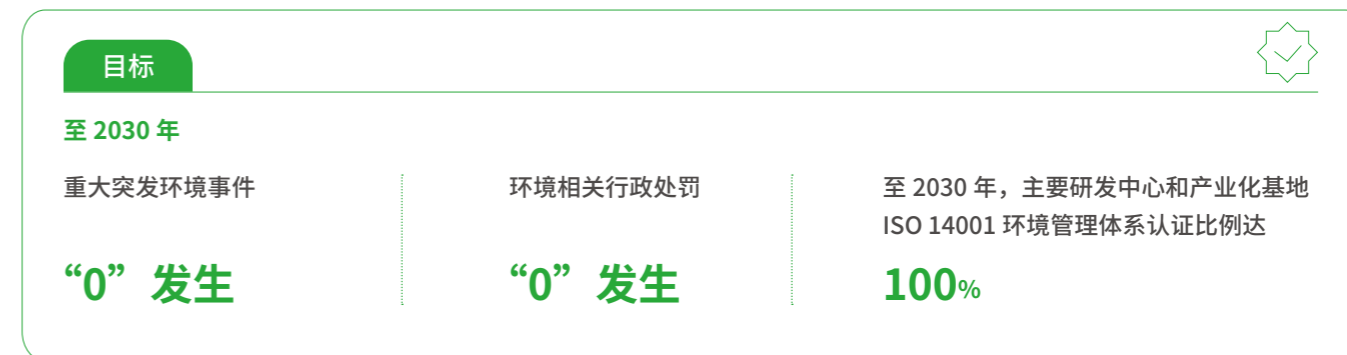 目标
至 2030 年
重大突发环境事件
“0”发生
环境相关行政处罚
“0”发生
至 2030 年，主要研发中心和产业化基地
ISO 14001 环境管理体系认证比例达
100%